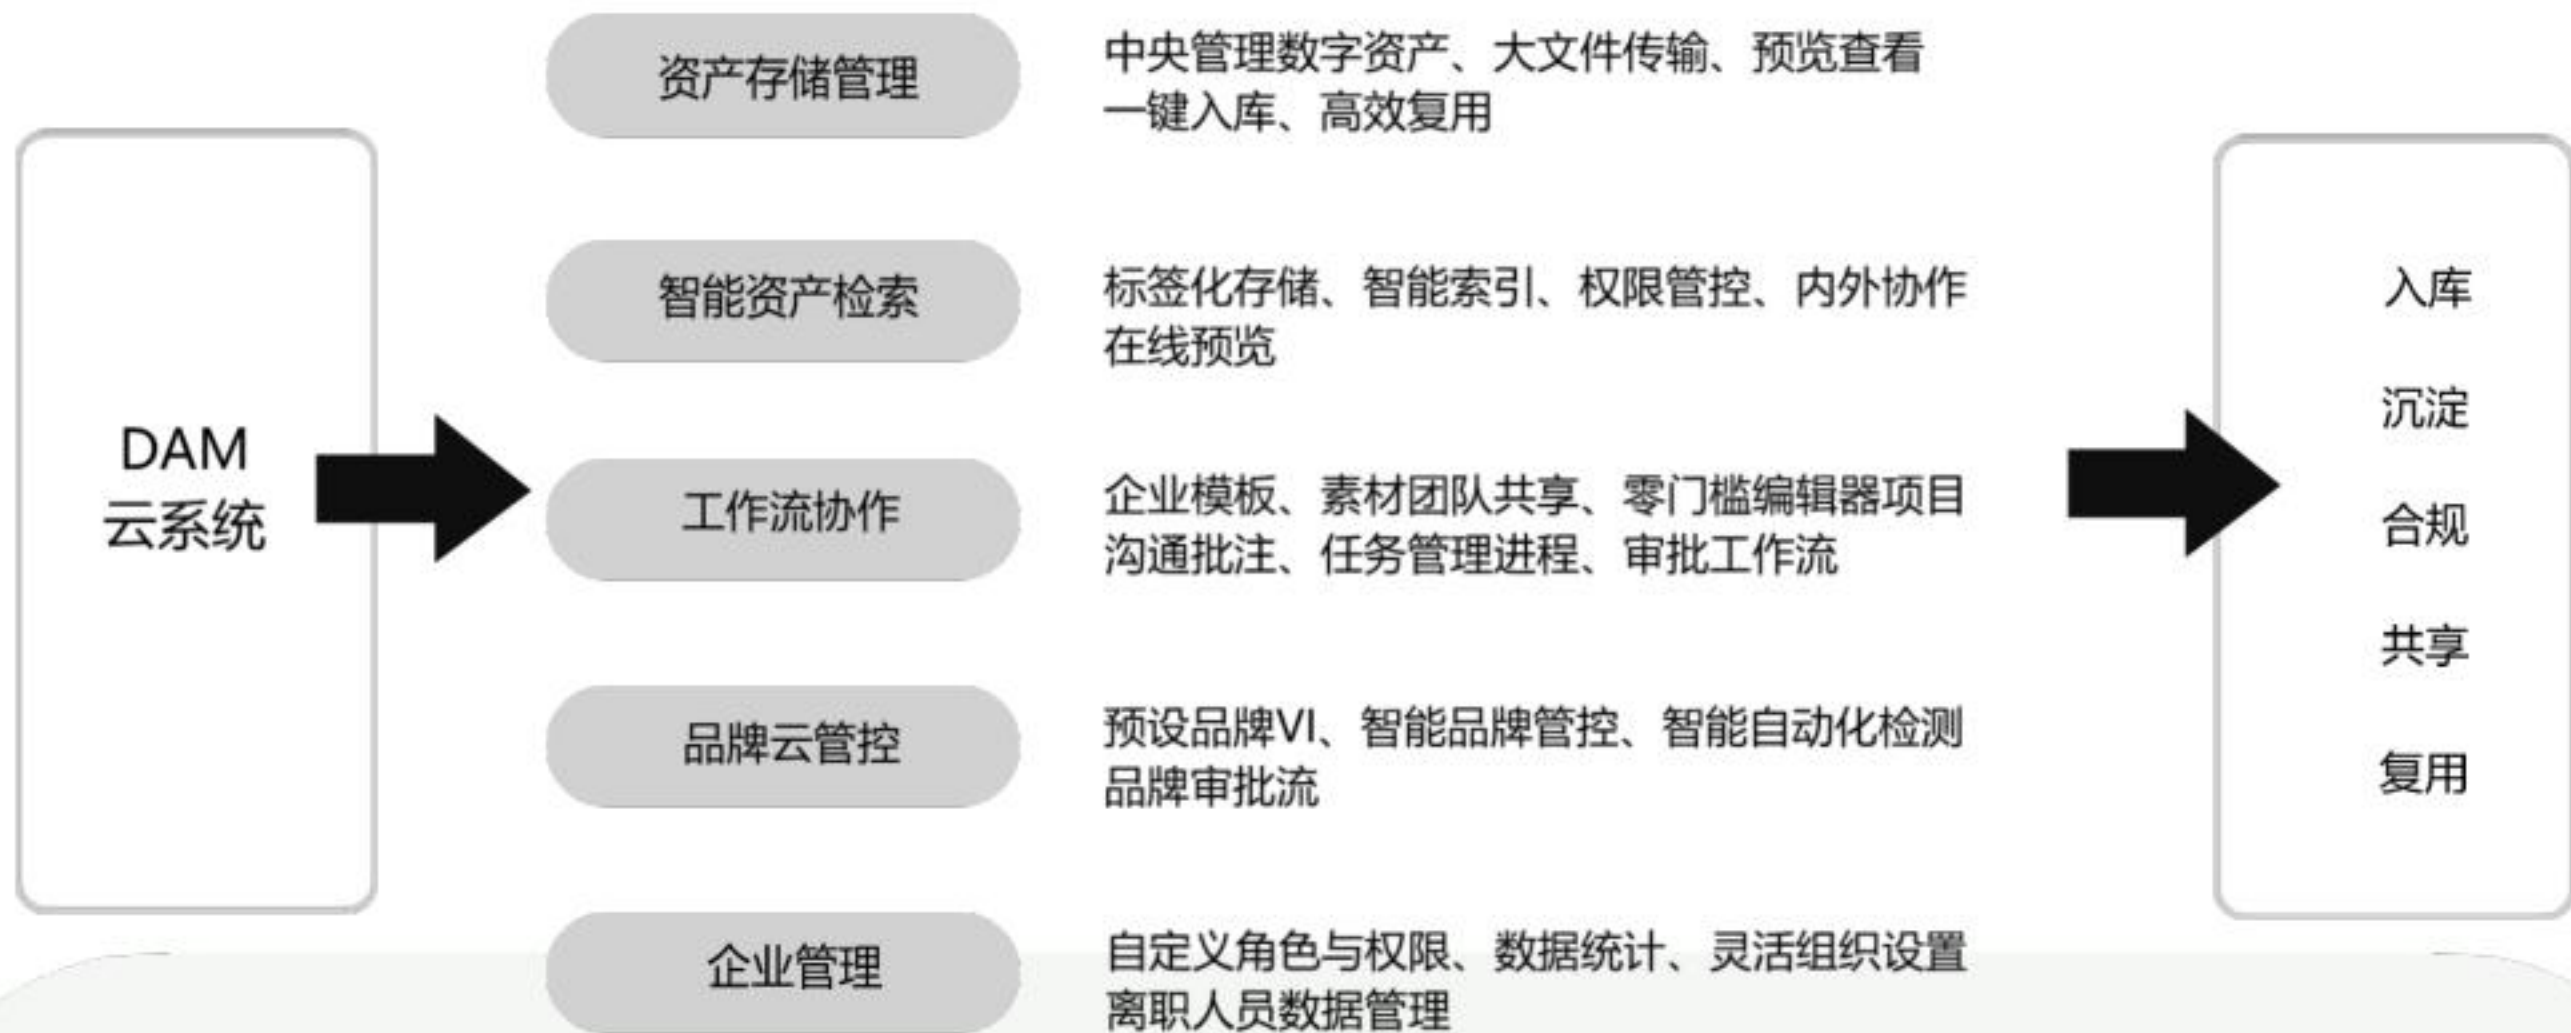 DAM
云系统
资产存储管理
中央管理数字资产、大文件传输、预览查看
一键入库、高效复用
智能资产检索
标签化存储、智能索引、权限管控、内外协作
在线预览
工作流协作
企业模板、素材团队共享、零门槛编辑器项目
沟通批注、任务管理进程、审批工作流
品牌云管控
预设品牌VI、智能品牌管控、智能自动化检测
品牌审批流
企业管理
自定义角色与权限、数据统计、灵活组织设置
离职人员数据管理
入库
沉淀
合规
共享
复用